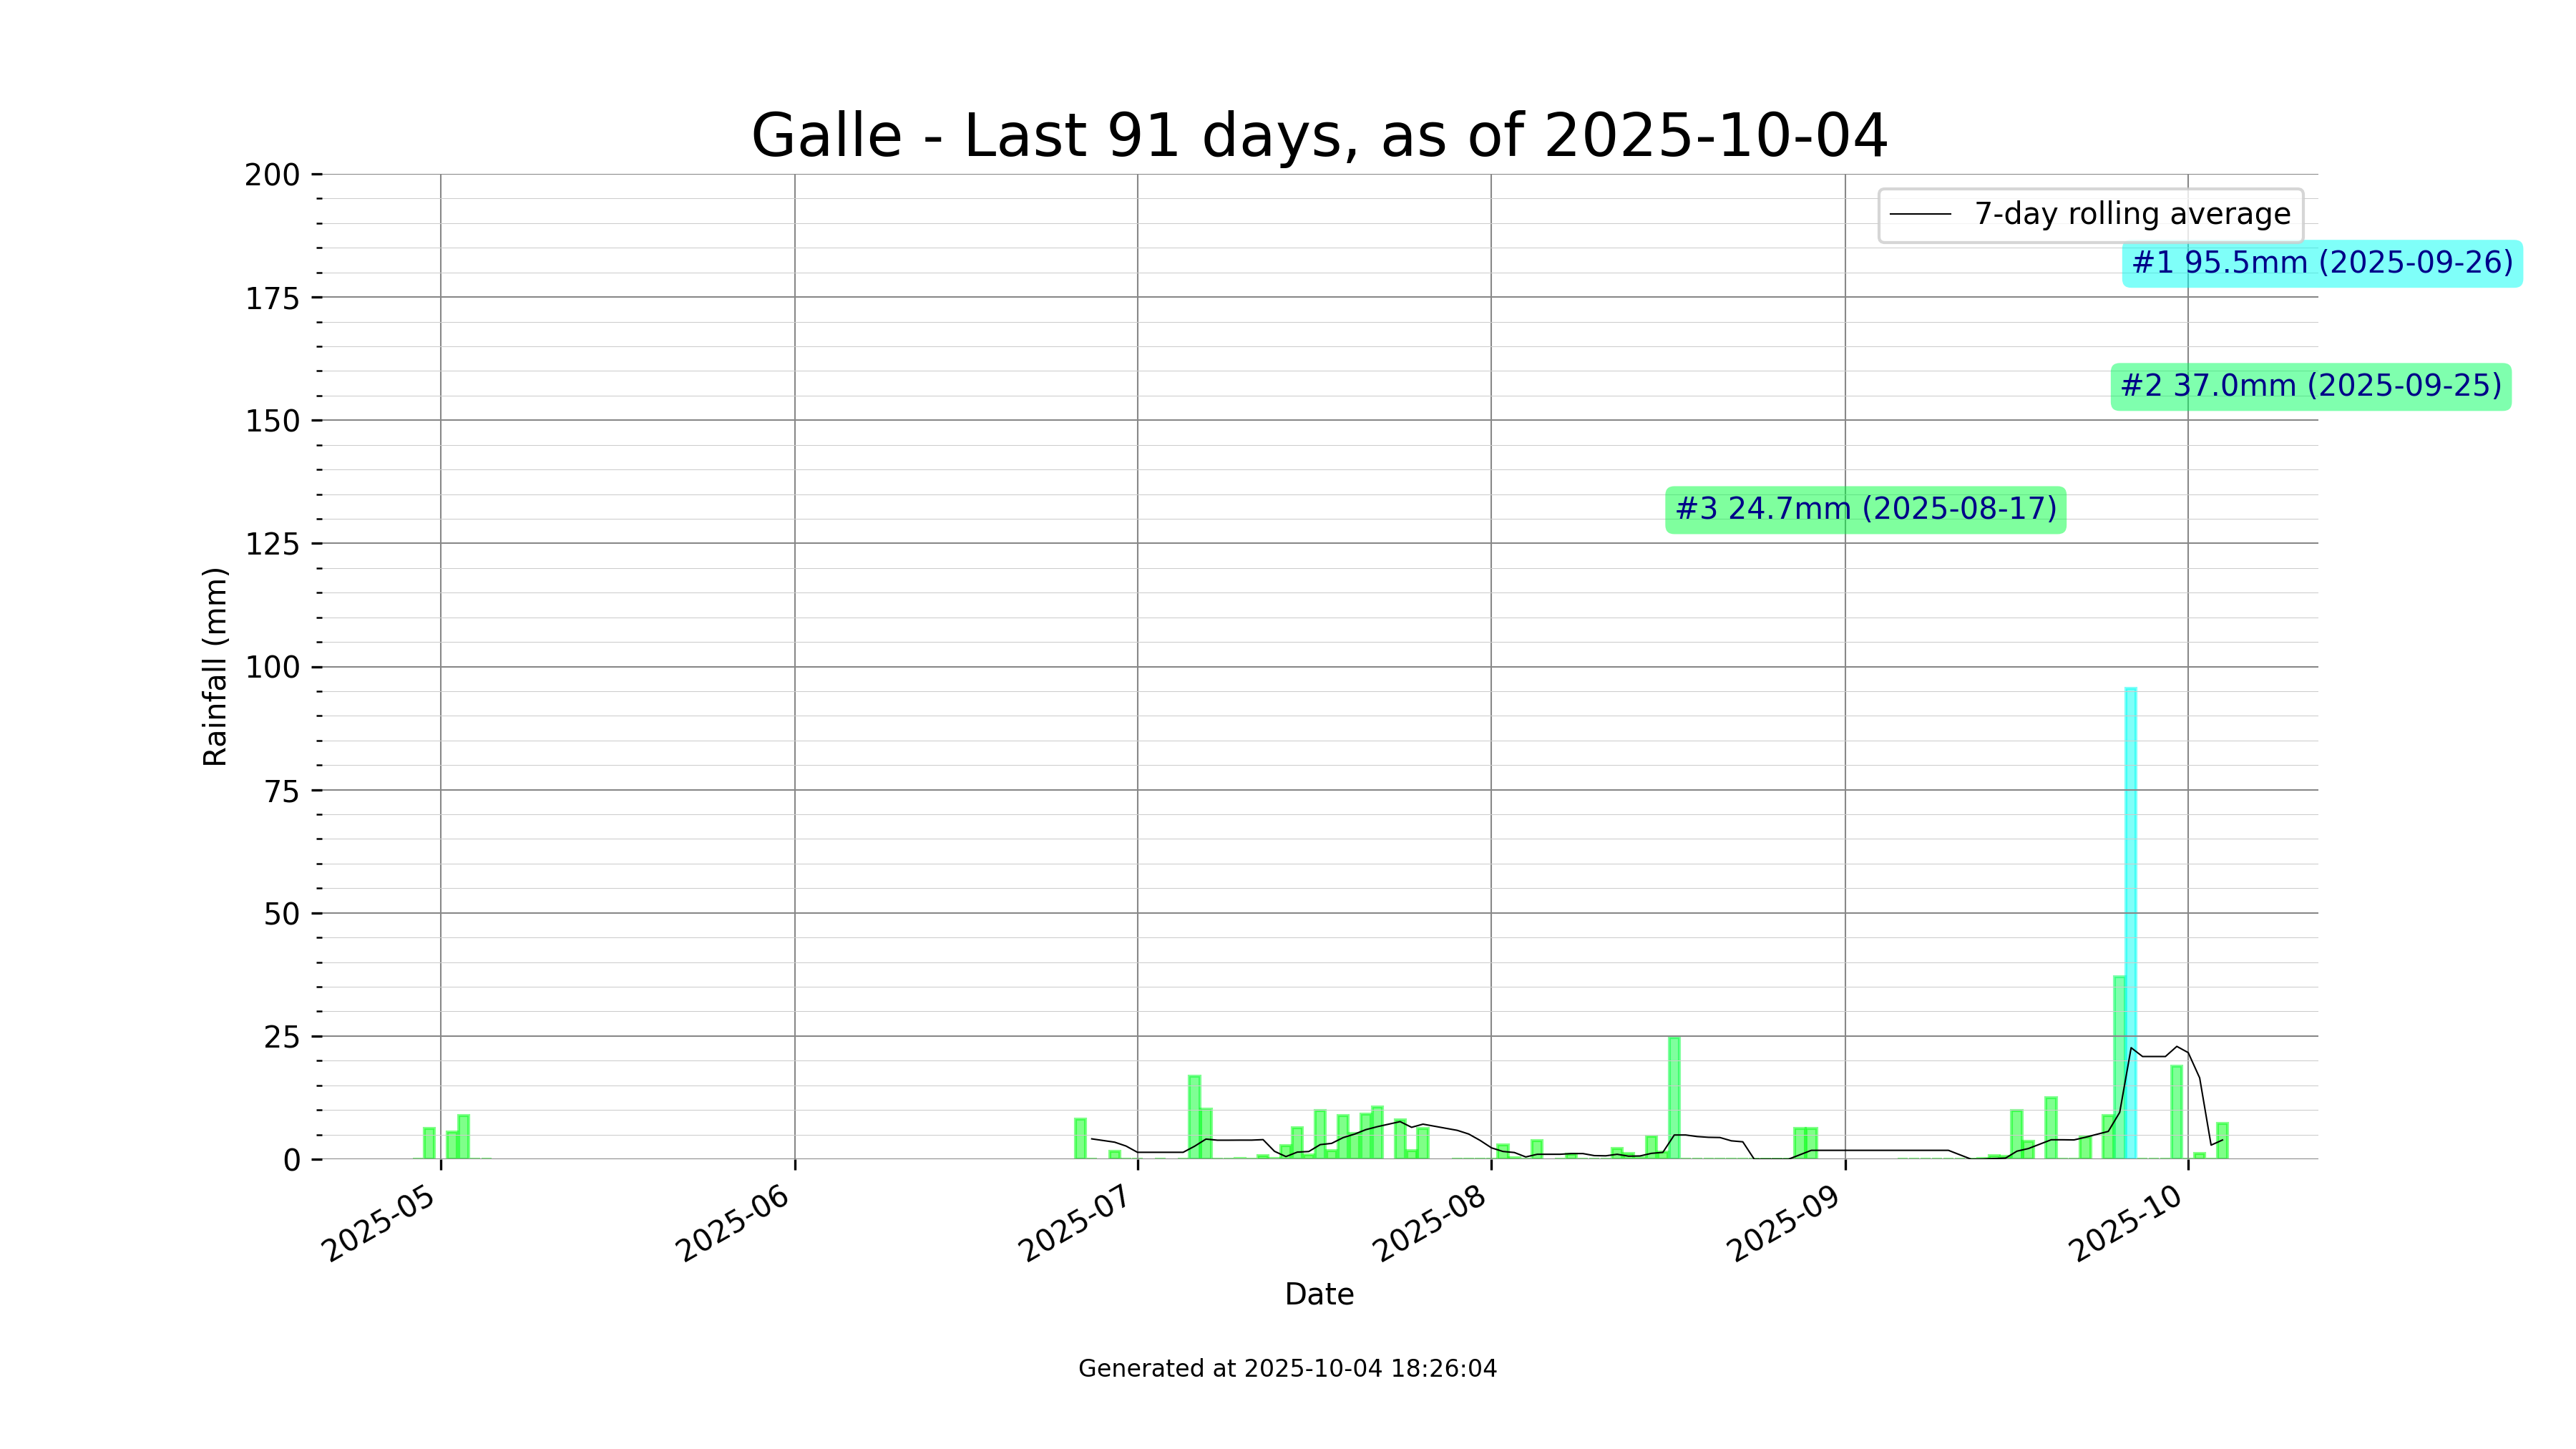 Galle - Last 91 days, as of 2025-10-04
7-day rolling average
#1 95.5mm (2025-09-26)
#2 37.0mm (2025-09-25)
#3 24.7mm (2025-08-17)
Rainfall (mm)
200
175
150
125
100
75
50
25
0
2025-05
2025-06
2025-07
2025-08
2025-09
2025-10
Date
Generated at 2025-10-04 18:26:04